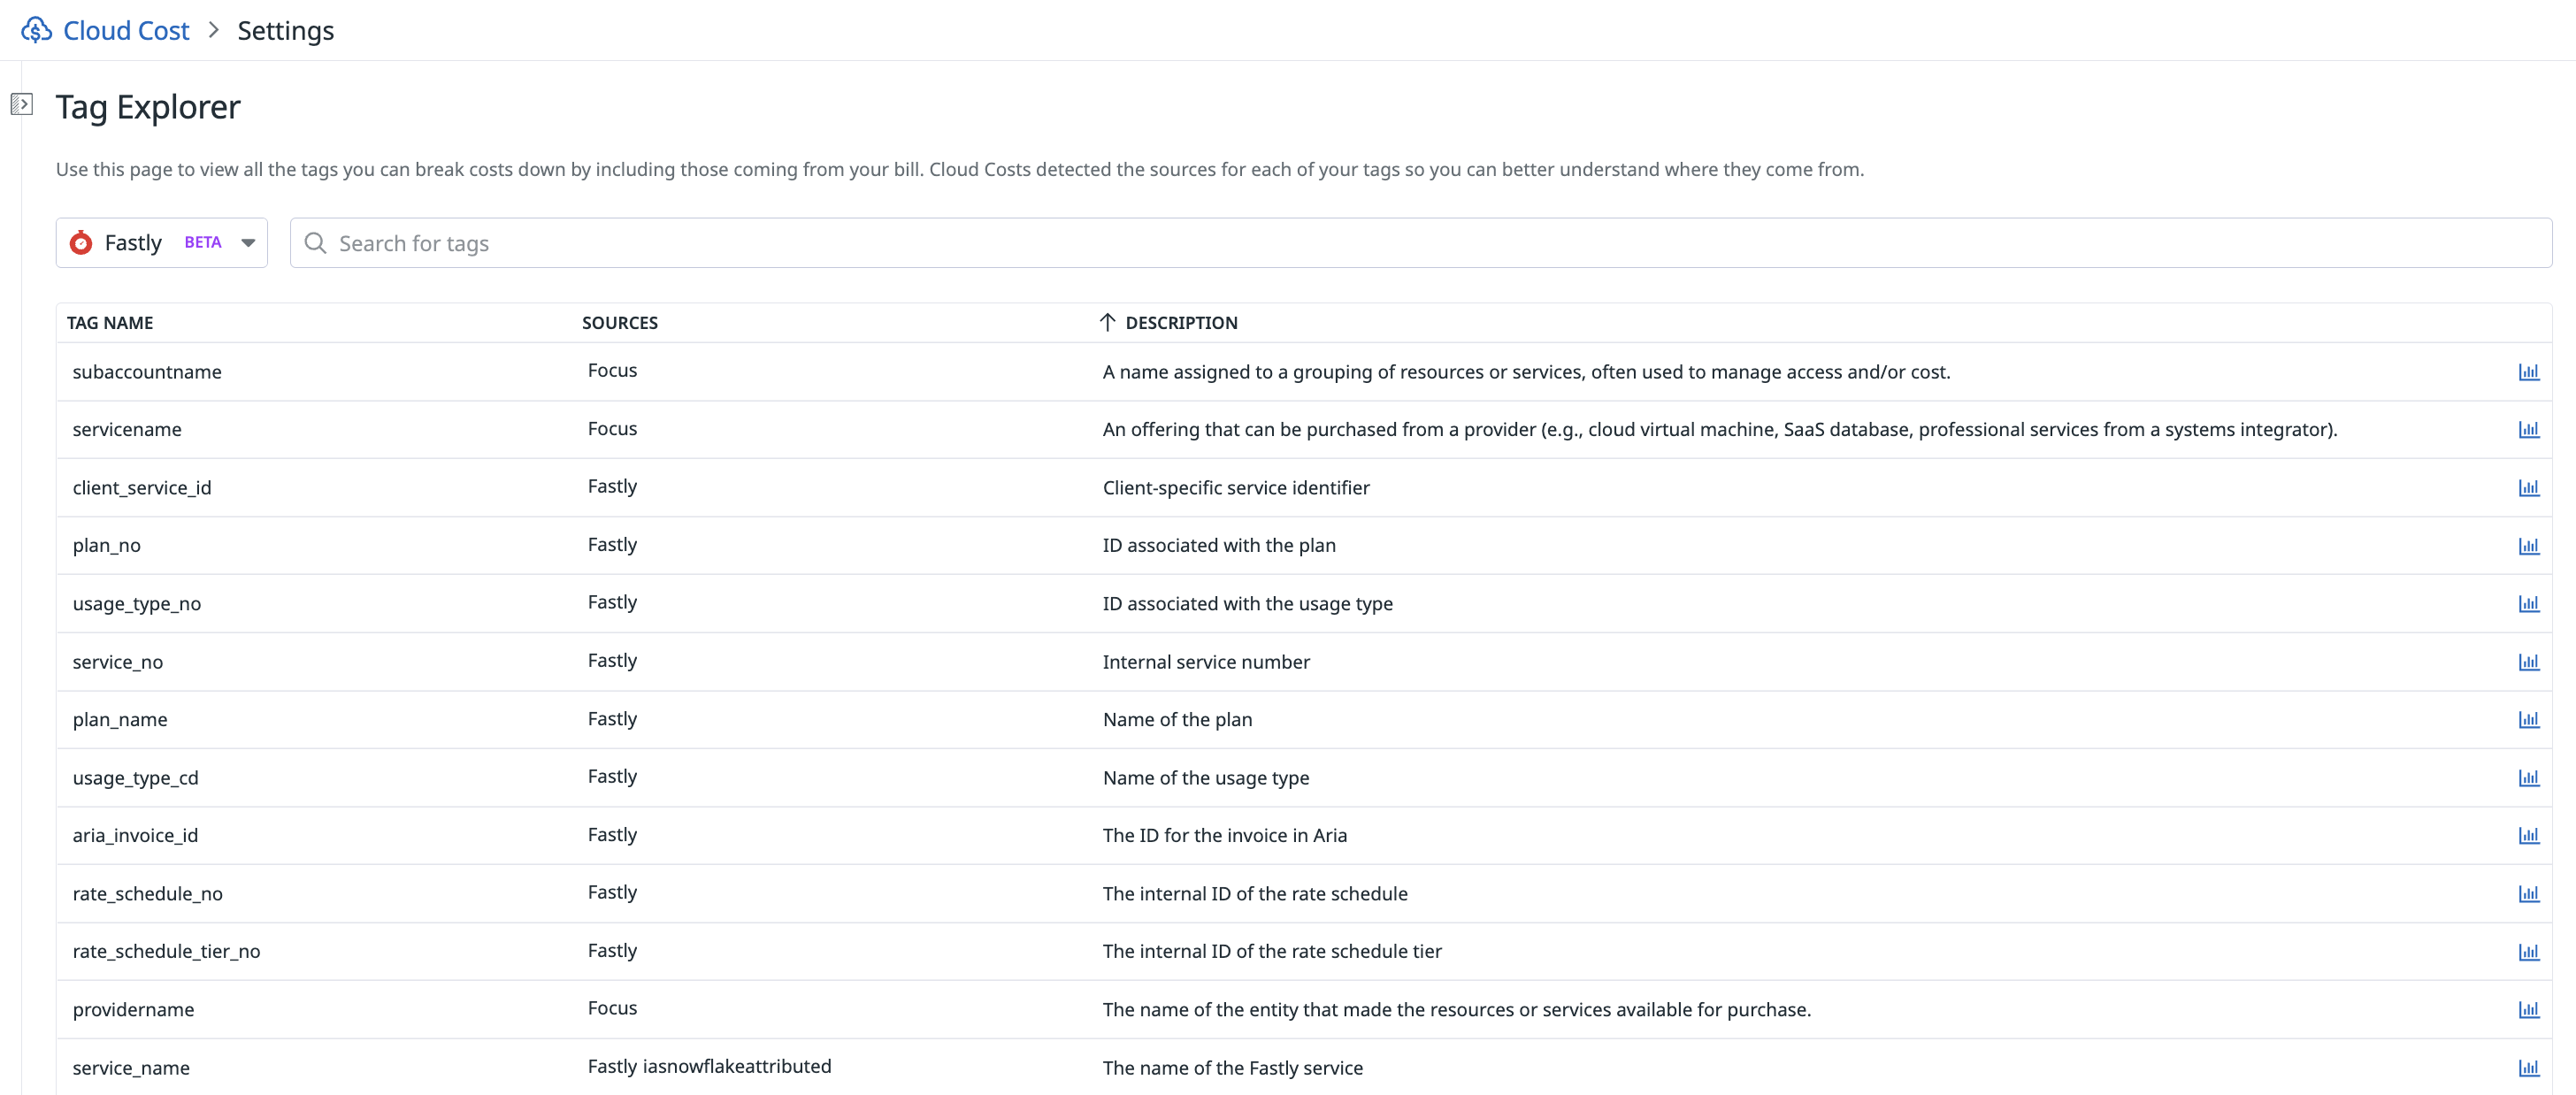 Cloud Cost > Settings
Tag Explorer
Use this page to view all the tags you can break costs down by including those coming from your bill. Cloud Costs detected the sources for each of your tags so you can better understand where they come from.
Fastly BETA Search for tags
TAG NAME SOURCES DESCRIPTION
subaccountname Focus A name assigned to a grouping of resources or services, often used to manage access and/or cost.
servicename Focus An offering that can be purchased from a provider (e.g., cloud virtual machine, SaaS database, professional services from a systems integrator).
client_service_id Fastly Client-specific service identifier
plan_no Fastly ID associated with the plan
usage_type_no Fastly ID associated with the usage type
service_no Fastly Internal service number
plan_name Fastly Name of the plan
usage_type_cd Fastly Name of the usage type
aria_invoice_id Fastly The ID for the invoice in Aria
rate_schedule_no Fastly The internal ID of the rate schedule
rate_schedule_tier_no Fastly The internal ID of the rate schedule tier
providername Focus The name of the entity that made the resources or services available for purchase.
service_name Fastly iasnowflakeattributed The name of the Fastly service